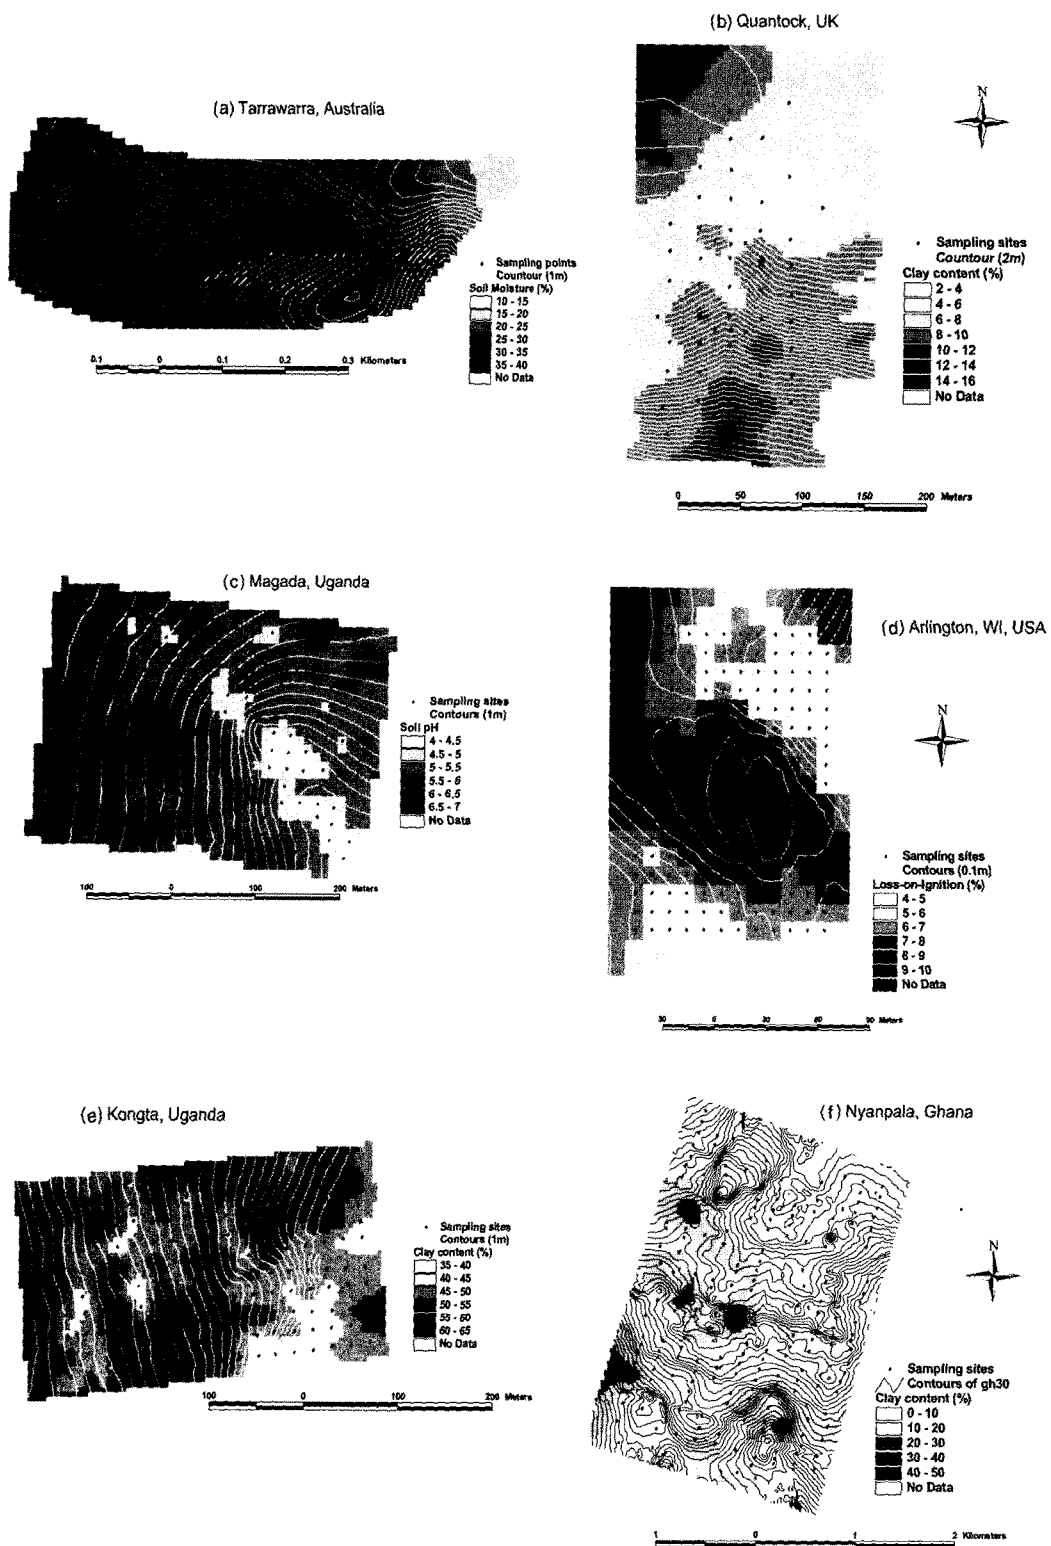 (b) Quantock, UK
(a) Tarrawarra, Australia
N
Sampling points
Countour (1m)
Soil Moisture (%)
10 - 15
15 - 20
20 - 25
25 - 30
30 - 35
35 - 40
No Data
0.1 0 0.1 0.2 0.3 Kilometers
Sampling sites
Countour (2m)
Clay content (%)
2 - 4
4 - 6
6 - 8
8 - 10
10 - 12
12 - 14
14 - 16
No Data
0 50 100 150 200 Meters
(c) Magada, Uganda
Sampling sites
Contours (1m)
Soil pH
4 - 4.5
4.5 - 5
5 - 5.5
5.5 - 6
6 - 6.5
6.5 - 7
No Data
100 0 100 200 Meters
(d) Arlington, WI, USA
N
Sampling sites
Contours (0.1m)
Loss-on-Ignition (%)
4 - 5
5 - 6
6 - 7
7 - 8
8 - 9
9 - 10
No Data
30 0 30 60 90 Meters
(e) Kongta, Uganda
Sampling sites
Contours (1m)
Clay content (%)
35 - 40
40 - 45
45 - 50
50 - 55
55 - 60
60 - 65
No Data
100 0 100 200 Meters
(f) Nyanpala, Ghana
N
Sampling sites
Contours of gh30
Clay content (%)
0 - 10
10 - 20
20 - 30
30 - 40
40 - 50
No Data
1 0 1 2 Kilometers